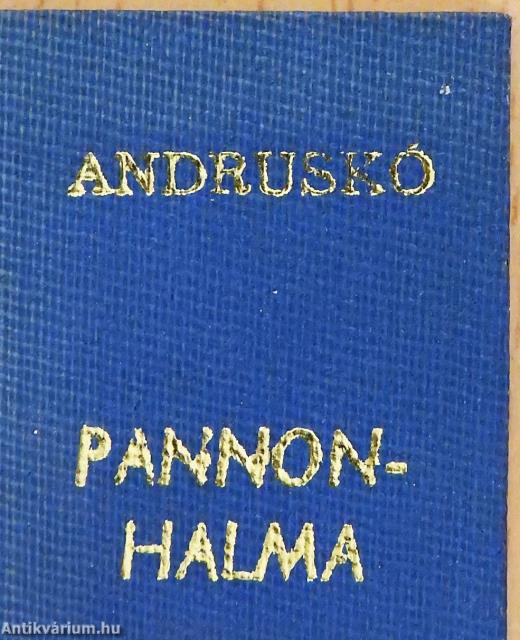 ANDRUSKÓ
PANNON-
HALMA
Antikvárium.hu